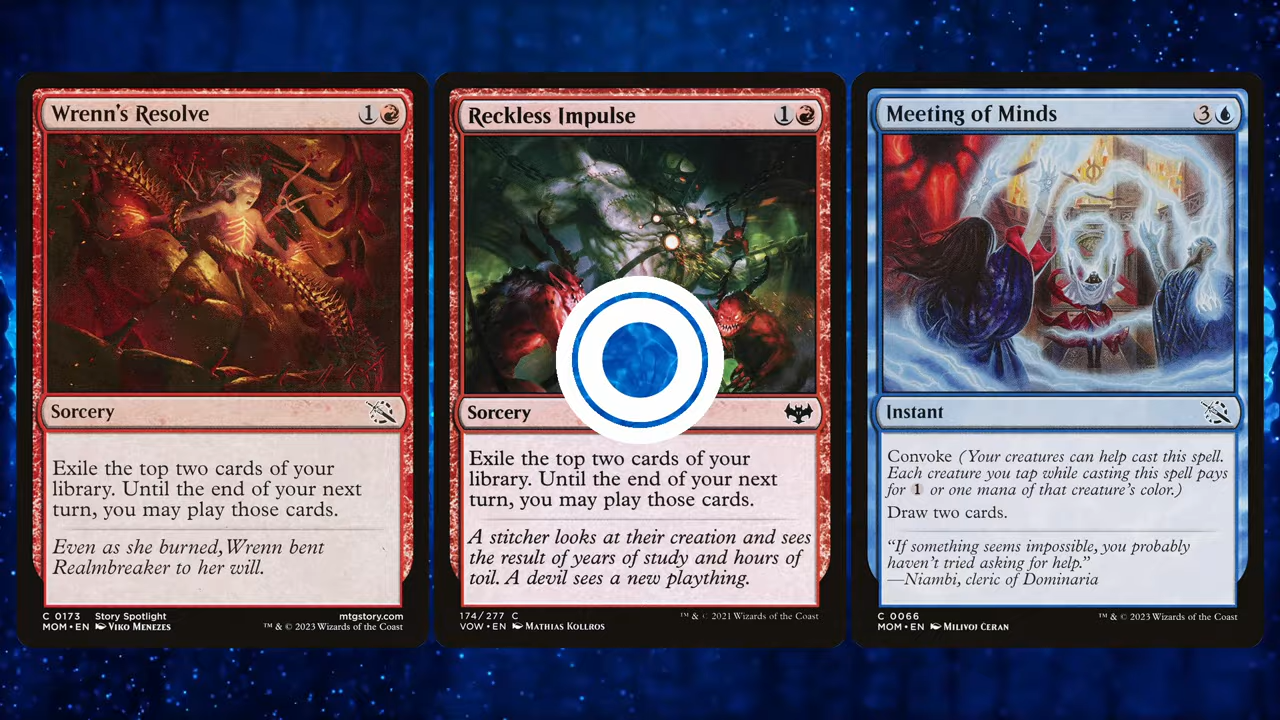 Wrenn's Resolve
1
Sorcery
Exile the top two cards of your
library. Until the end of your next
turn, you may play those cards.
Even as she burned, Wrenn bent
Realmbreaker to her will.
C 0173 Story Spotlight mtgstory.com
MOM • EN Viko Menezes ™ & © 2023 Wizards of the Coast
Reckless Impulse
1
Sorcery
Exile the top two cards of your
library. Until the end of your next
turn, you may play those cards.
A stitcher looks at their creation and sees
the result of years of study and hours of
toil. A devil sees a new plaything.
174/277 C
VOW • EN Mathias Kollros ™ & © 2021 Wizards of the Coast
Meeting of Minds
3
Instant
Convoke (Your creatures can help cast this spell.
Each creature you tap while casting this spell pays
for 1 or one mana of that creature's color.)
Draw two cards.
“If something seems impossible, you probably
haven't tried asking for help.”
—Niambi, cleric of Dominaria
C 0066
MOM • EN Milivoj Ceran ™ & © 2023 Wizards of the Coast